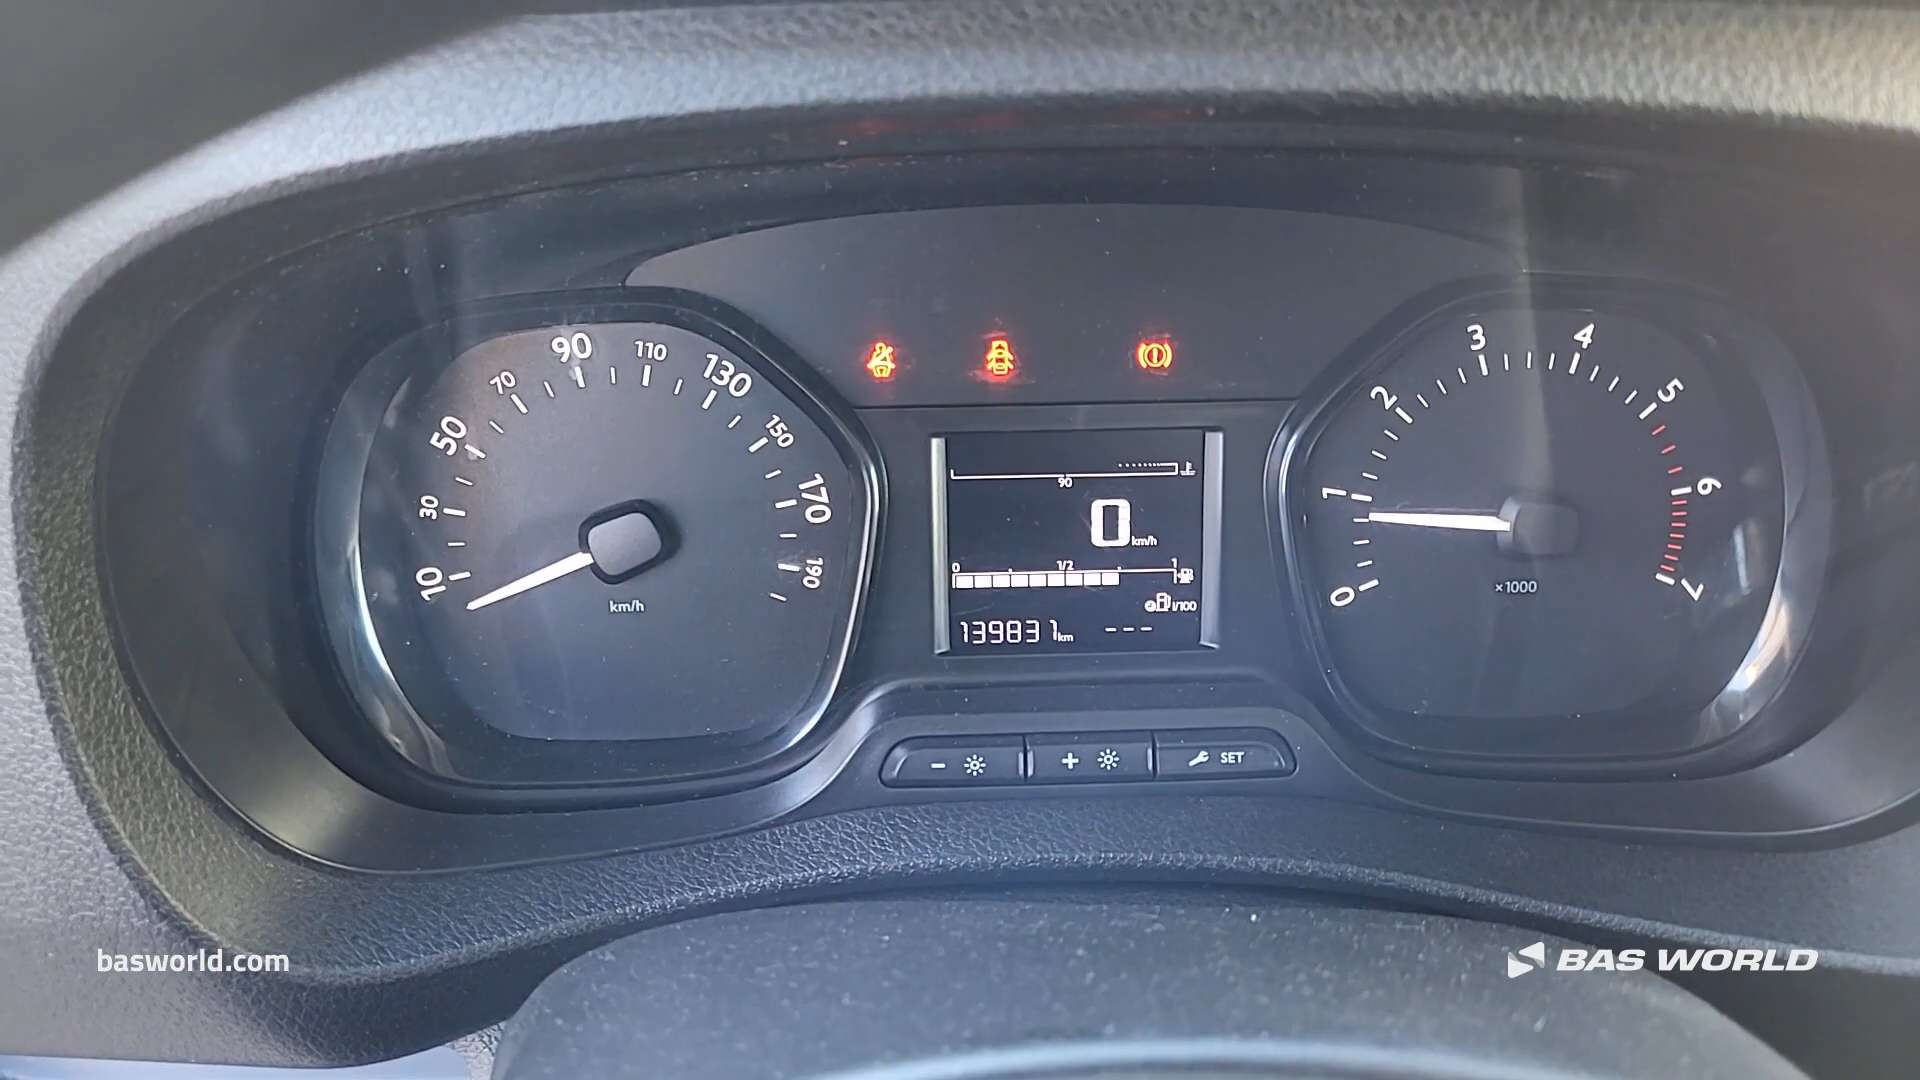 10
30
50
70
90
110
130
150
170
190
km/h
90
0 km/h
0 1/2 1
l/100
139831 km ---
0
1
2
3
4
5
6
7
×1000
- +
SET
basworld.com
BAS WORLD